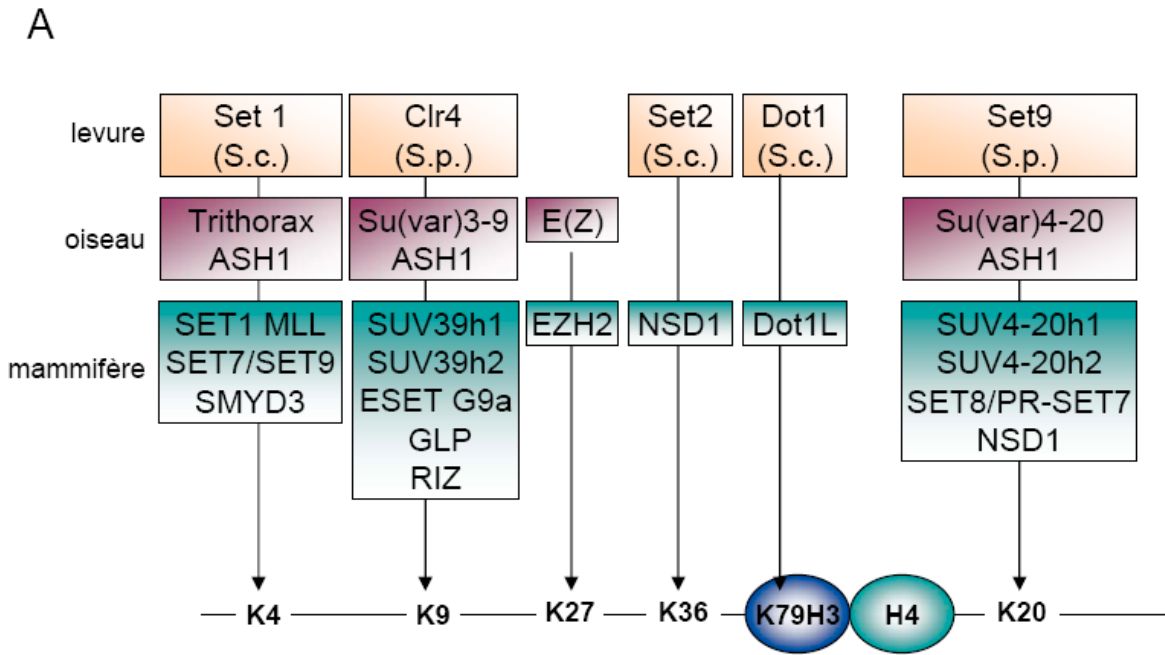 A
levure
Set 1
(S.c.)
Clr4
(S.p.)
Set2
(S.c.)
Dot1
(S.c.)
Set9
(S.p.)
oiseau
Trithorax
ASH1
Su(var)3-9
ASH1
E(Z)
Su(var)4-20
ASH1
mammifère
SET1 MLL
SET7/SET9
SMYD3
SUV39h1
SUV39h2
ESET G9a
GLP
RIZ
EZH2
NSD1
Dot1L
SUV4-20h1
SUV4-20h2
SET8/PR-SET7
NSD1
K4
K9
K27
K36
K79H3
H4
K20